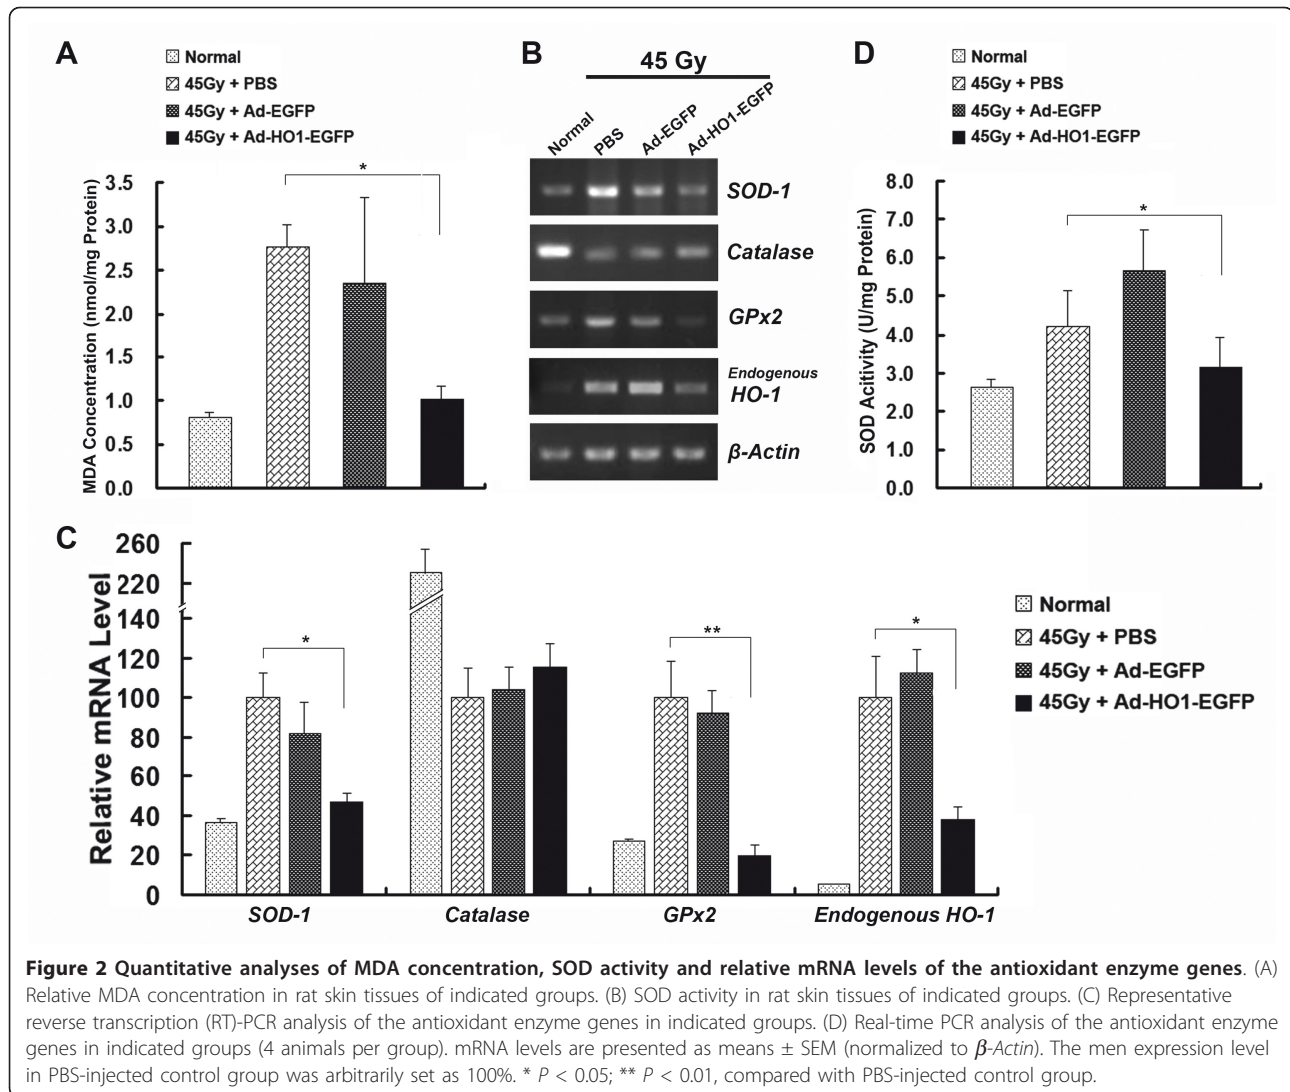 A
Normal
45Gy + PBS
45Gy + Ad-EGFP
45Gy + Ad-HO1-EGFP
MDA Concentration (nmol/mg Protein)
3.5
3.0
2.5
2.0
1.5
1.0
0.5
0.0
*
B
45 Gy
Normal
PBS
Ad-EGFP
Ad-HO1-EGFP
SOD-1
Catalase
GPx2
Endogenous
HO-1
β-Actin
D
Normal
45Gy + PBS
45Gy + Ad-EGFP
45Gy + Ad-HO1-EGFP
SOD Acitivity (U/mg Protein)
8.0
7.0
6.0
5.0
4.0
3.0
2.0
1.0
0.0
*
C
Relative mRNA Level
260
220
140
120
100
80
60
40
20
0
*
**
*
SOD-1
Catalase
GPx2
Endogenous HO-1
Normal
45Gy + PBS
45Gy + Ad-EGFP
45Gy + Ad-HO1-EGFP
Figure 2 Quantitative analyses of MDA concentration, SOD activity and relative mRNA levels of the antioxidant enzyme genes. (A)
Relative MDA concentration in rat skin tissues of indicated groups. (B) SOD activity in rat skin tissues of indicated groups. (C) Representative
reverse transcription (RT)-PCR analysis of the antioxidant enzyme genes in indicated groups. (D) Real-time PCR analysis of the antioxidant enzyme
genes in indicated groups (4 animals per group). mRNA levels are presented as means ± SEM (normalized to β-Actin). The men expression level
in PBS-injected control group was arbitrarily set as 100%. * P < 0.05; ** P < 0.01, compared with PBS-injected control group.